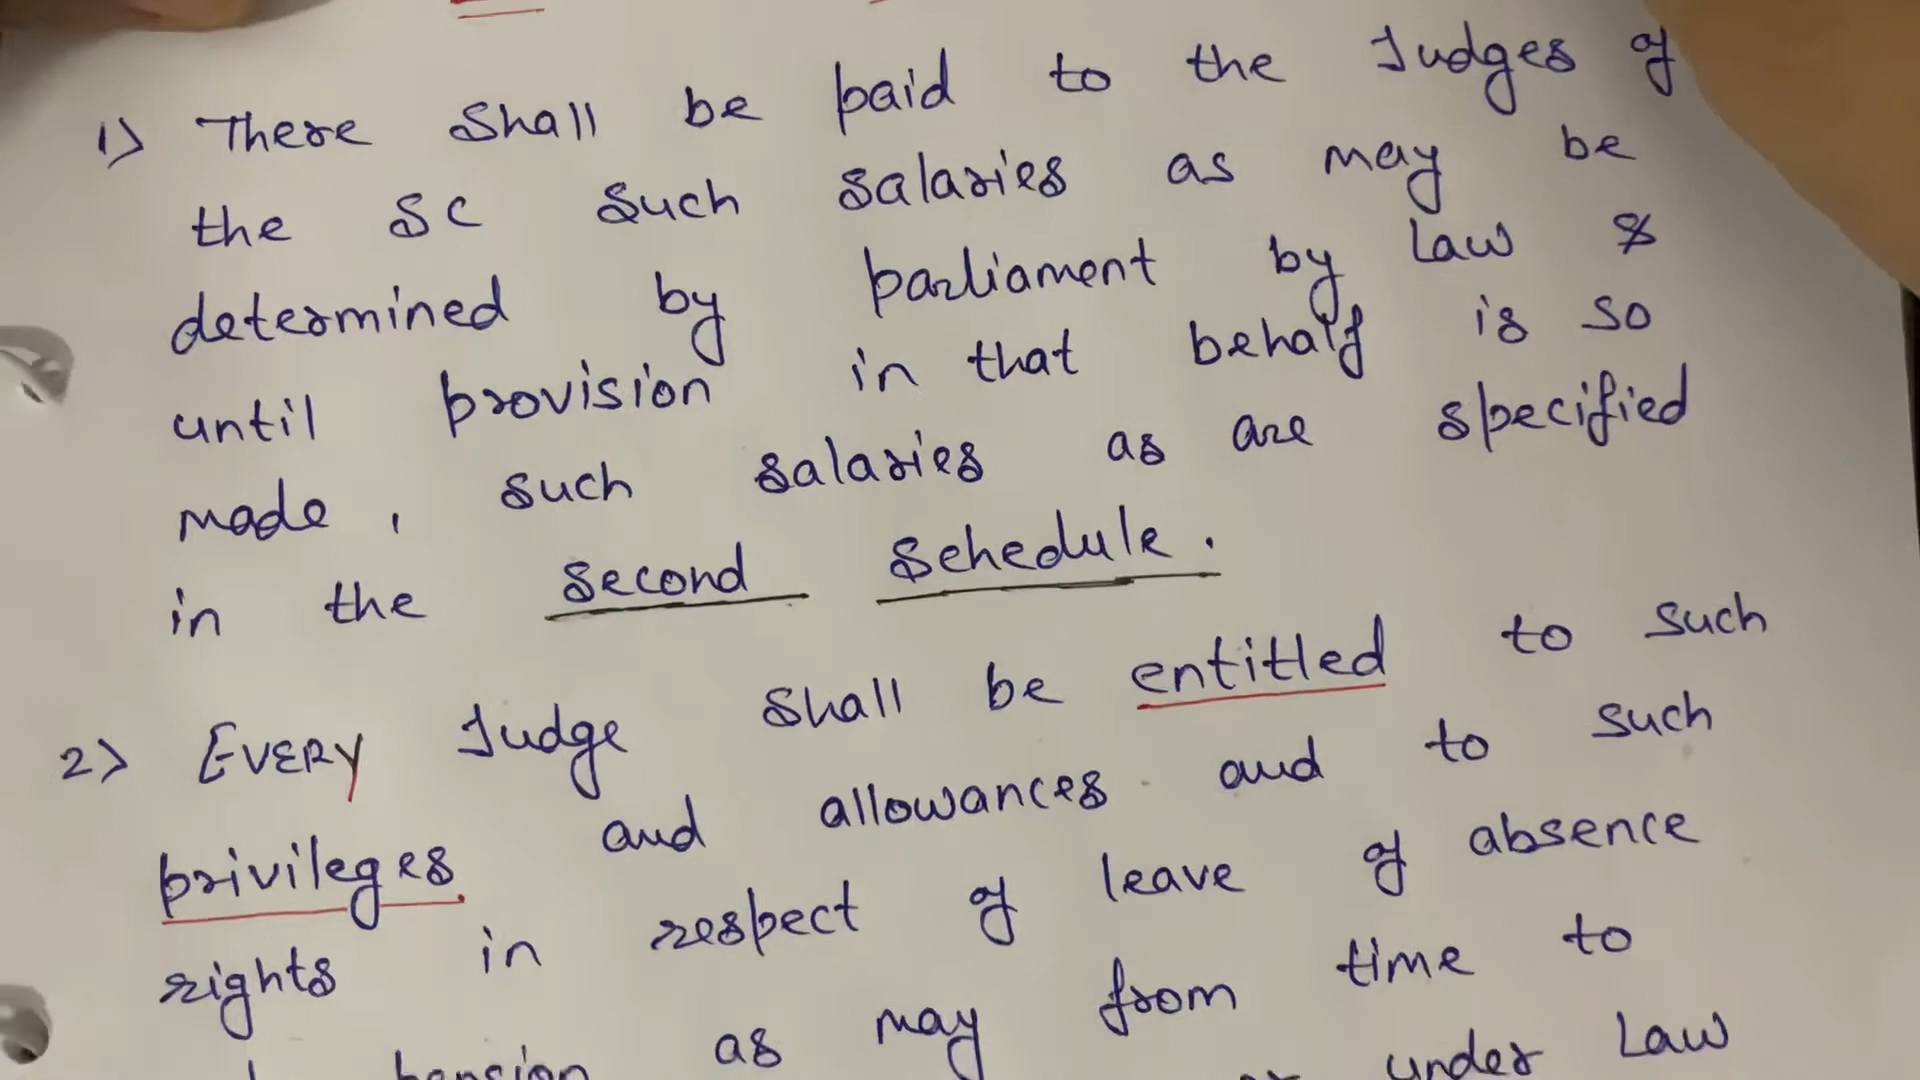 1) There shall be paid to the Judges of
the SC such salaries as may be
determined by parliament by law &
until provision in that behalf is so
made, such salaries as are specified
in the second schedule.
2) EVERY Judge shall be entitled to such
privileges and allowances and to such
rights in respect of leave of absence
pension as may from time to
under law